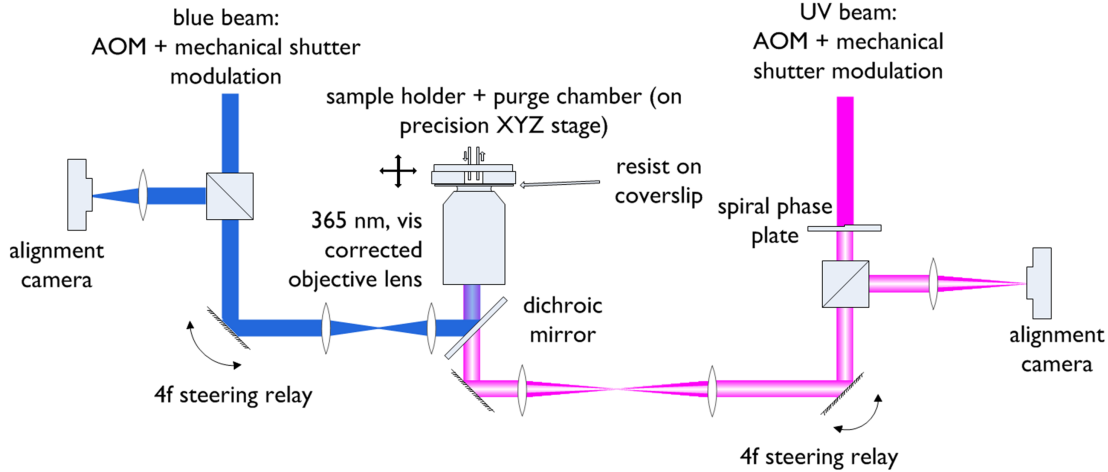 blue beam:
AOM + mechanical shutter
modulation
UV beam:
AOM + mechanical
shutter modulation
sample holder + purge chamber (on
precision XYZ stage)
resist on
coverslip
365 nm, vis
corrected
objective lens
spiral phase
plate
alignment
camera
dichroic
mirror
alignment
camera
4f steering relay
4f steering relay